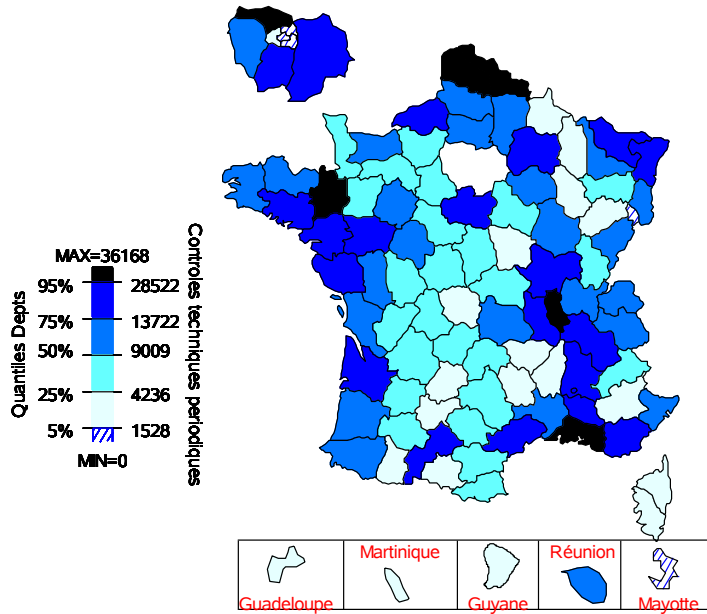 MAX=36168
95% 28522
75% 13722
50% 9009
25% 4236
5% 1528
MIN=0
Quantiles Depts
Controles techniques periodiques
Guadeloupe
Martinique
Guyane
Réunion
Mayotte